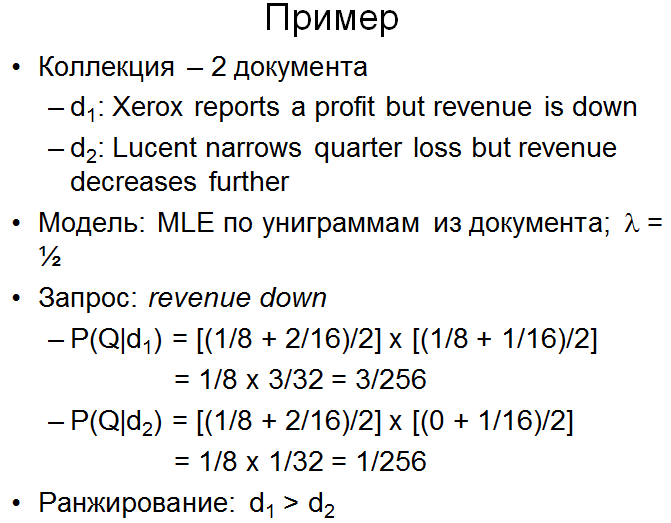 Пример
• Коллекция – 2 документа
– d₁: Xerox reports a profit but revenue is down
– d₂: Lucent narrows quarter loss but revenue
decreases further
• Модель: MLE по униграммам из документа; λ =
½
• Запрос: revenue down
– P(Q|d₁) = [(1/8 + 2/16)/2] x [(1/8 + 1/16)/2]
= 1/8 x 3/32 = 3/256
– P(Q|d₂) = [(1/8 + 2/16)/2] x [(0 + 1/16)/2]
= 1/8 x 1/32 = 1/256
• Ранжирование: d₁ > d₂